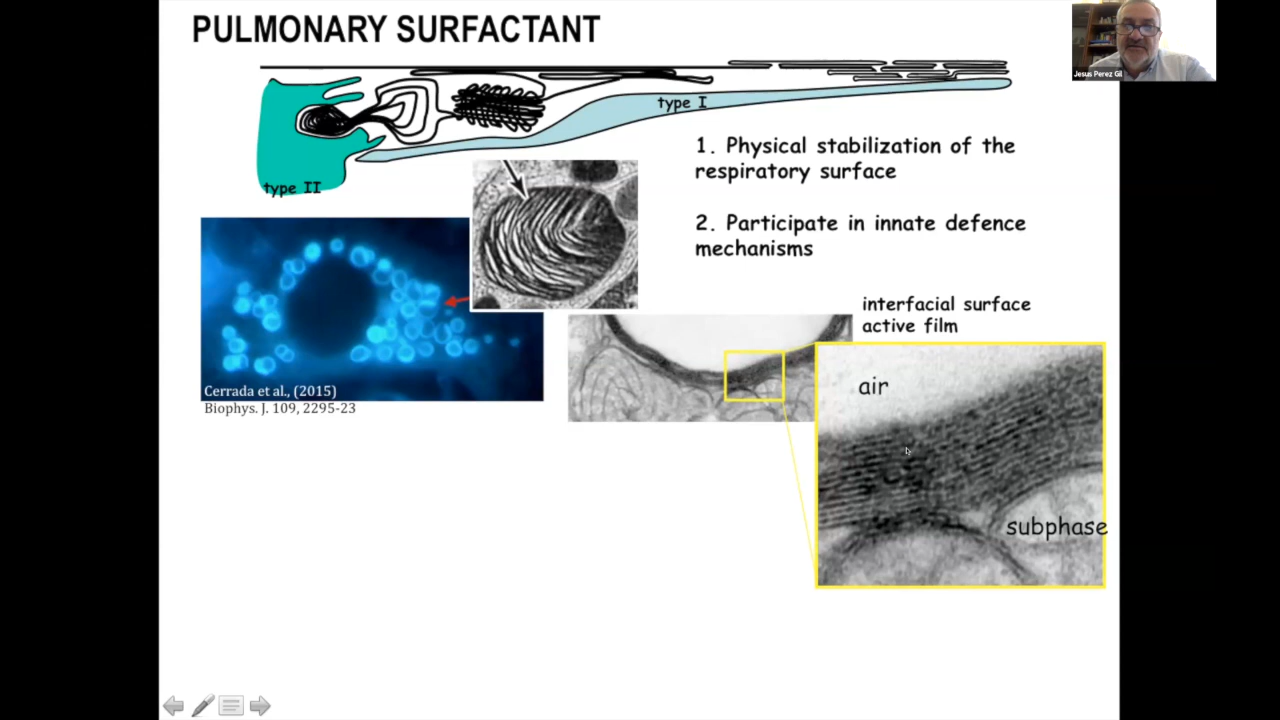 PULMONARY SURFACTANT
Jesus Perez Gil
type I
type II
1. Physical stabilization of the
respiratory surface
2. Participate in innate defence
mechanisms
interfacial surface
active film
Cerrada et al., (2015)
Biophys. J. 109, 2295-23
air
subphase